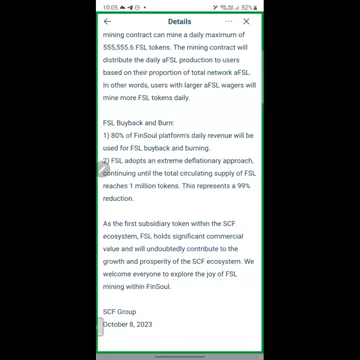 10:05
52%
Details
mining contract can mine a daily maximum of
555,555.6 FSL tokens. The mining contract will
distribute the daily aFSL production to users
based on their proportion of total network aFSL.
In other words, users with larger aFSL wagers will
mine more FSL tokens daily.
FSL Buyback and Burn:
1) 80% of FinSoul platform's daily revenue will
be used for FSL buyback and burning.
2) FSL adopts an extreme deflationary approach,
continuing until the total circulating supply of FSL
reaches 1 million tokens. This represents a 99%
reduction.
As the first subsidiary token within the SCF
ecosystem, FSL holds significant commercial
value and will undoubtedly contribute to the
growth and prosperity of the SCF ecosystem. We
welcome everyone to explore the joy of FSL
mining within FinSoul.
SCF Group
October 8, 2023